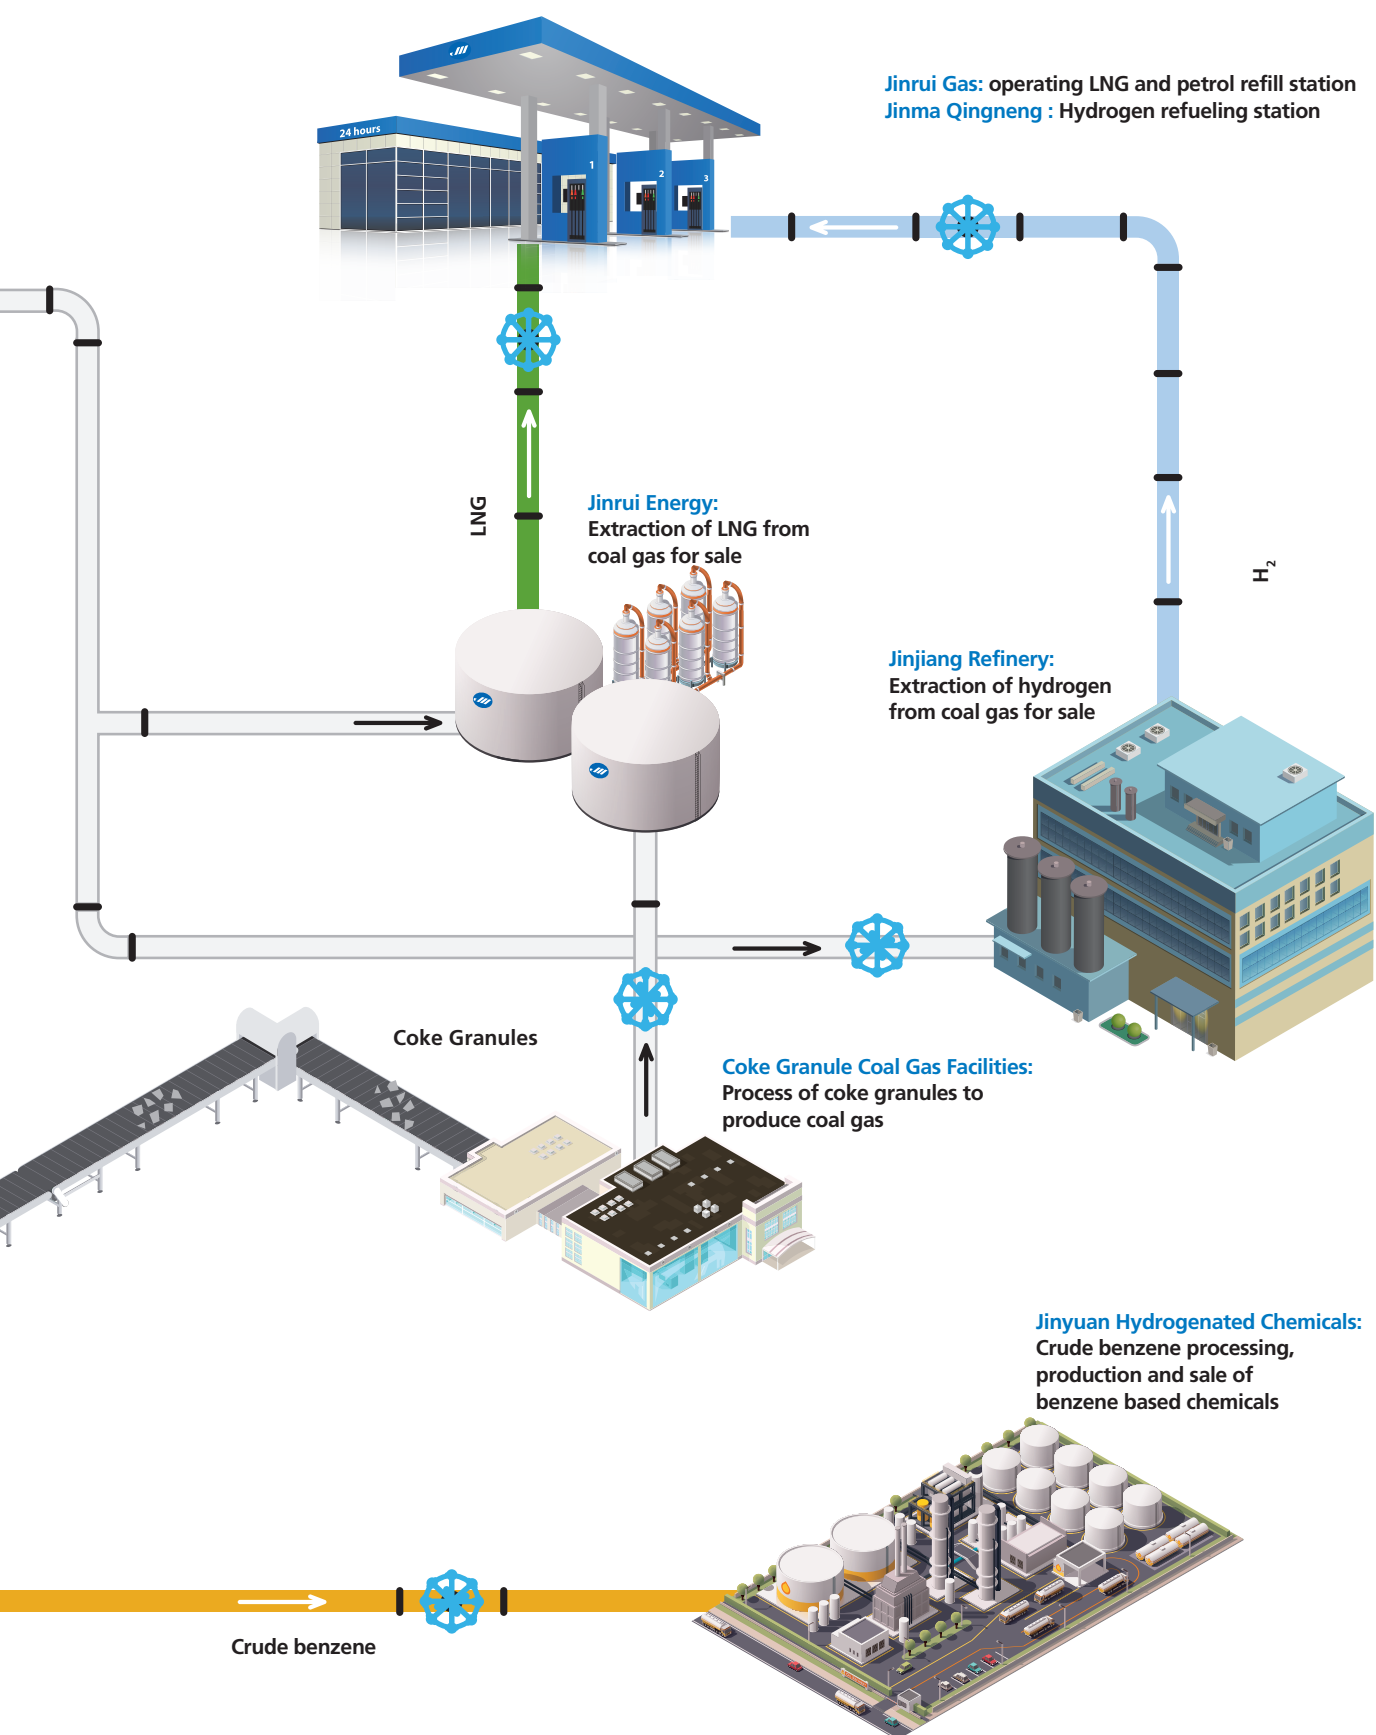 Jinrui Gas: operating LNG and petrol refill station
Jinma Qingneng : Hydrogen refueling station
24 hours
1
2
3
LNG
Jinrui Energy:
Extraction of LNG from
coal gas for sale
H₂
Jinjiang Refinery:
Extraction of hydrogen
from coal gas for sale
Coke Granules
Coke Granule Coal Gas Facilities:
Process of coke granules to
produce coal gas
Jinyuan Hydrogenated Chemicals:
Crude benzene processing,
production and sale of
benzene based chemicals
Crude benzene